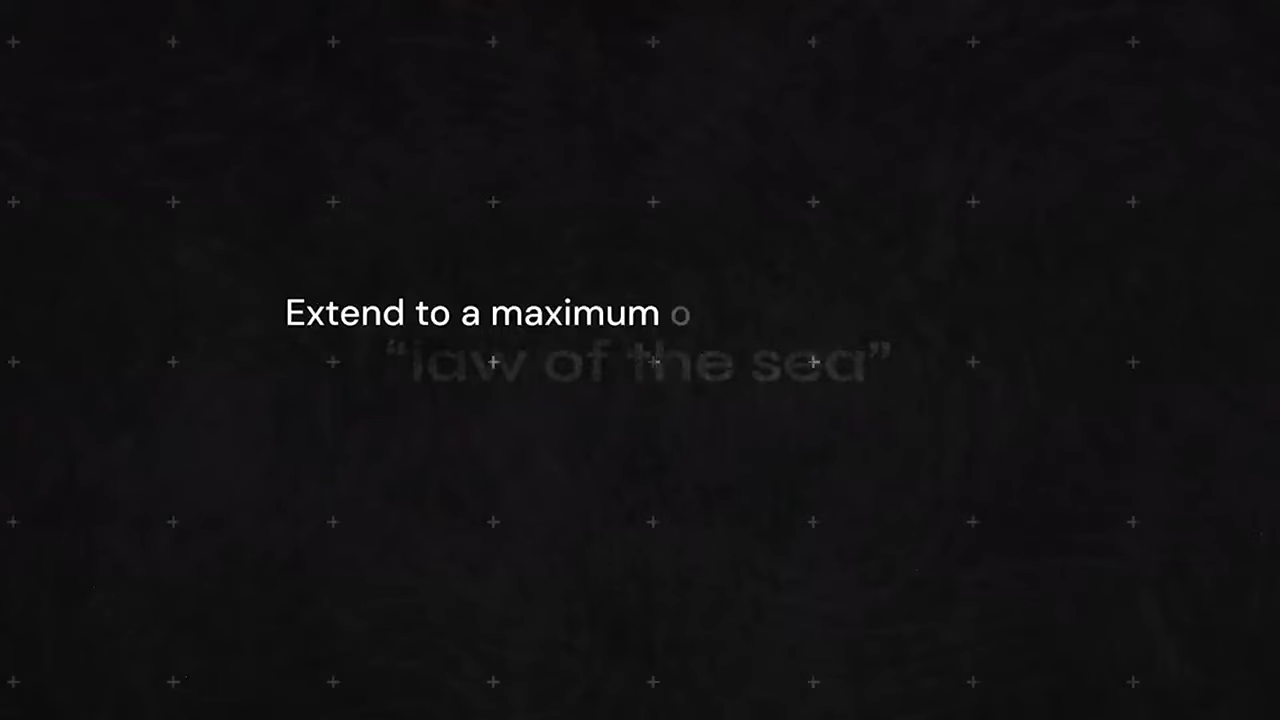 Extend to a maximum o
“law of the sea”